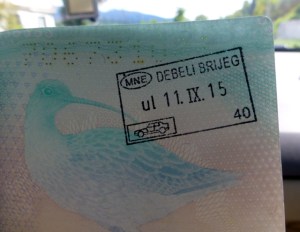 MNE DEBELI BRIJEG
ul 11. IX. 15
40